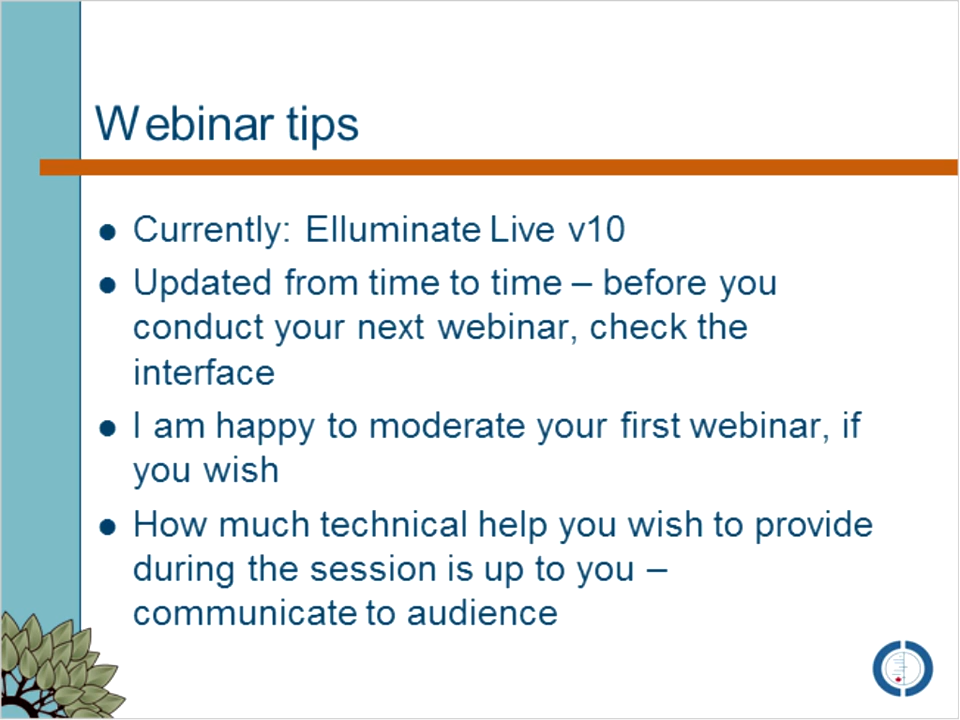 Webinar tips
● Currently: Elluminate Live v10
● Updated from time to time – before you
conduct your next webinar, check the
interface
● I am happy to moderate your first webinar, if
you wish
● How much technical help you wish to provide
during the session is up to you –
communicate to audience